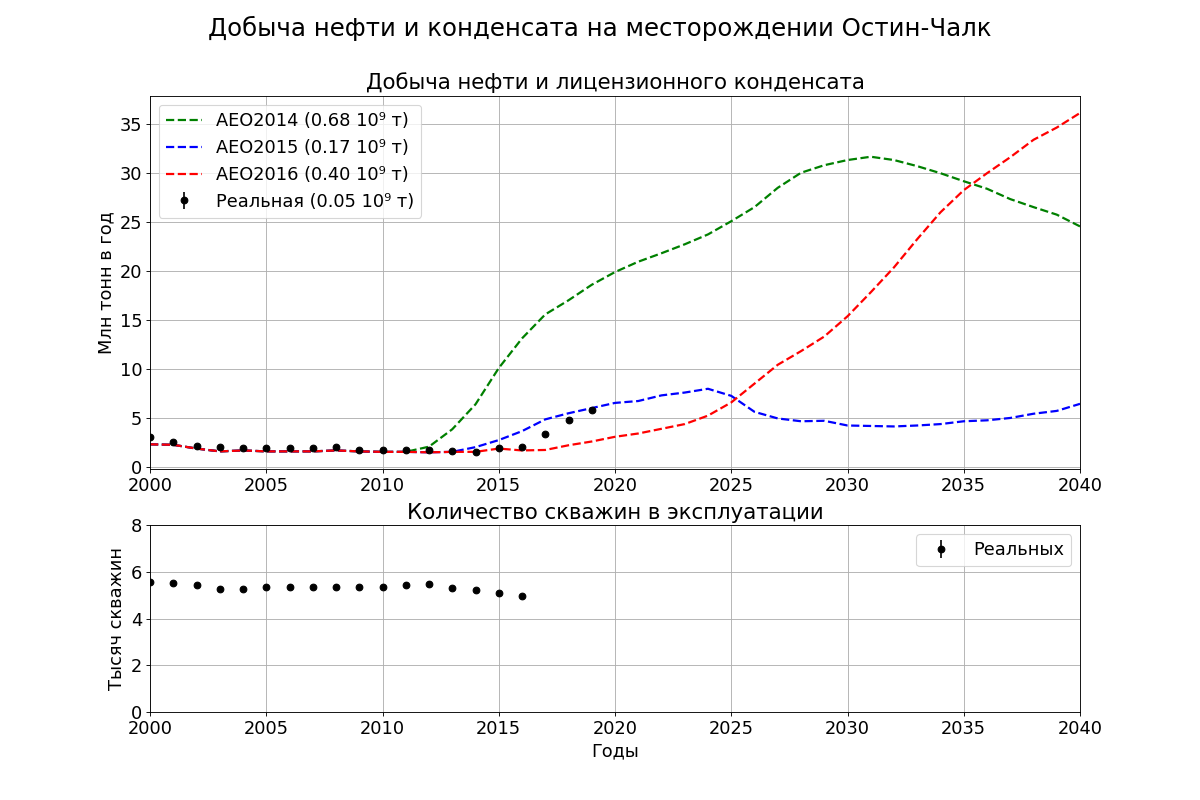 Добыча нефти и конденсата на месторождении Остин-Чалк
Добыча нефти и лицензионного конденсата
AEO2014 (0.68 10⁹ т)
AEO2015 (0.17 10⁹ т)
AEO2016 (0.40 10⁹ т)
Реальная (0.05 10⁹ т)
Млн тонн в год
35
30
25
20
15
10
5
0
2000 2005 2010 2015 2020 2025 2030 2035 2040
Количество скважин в эксплуатации
Реальных
Тысяч скважин
8
6
4
2
0
2000 2005 2010 2015 2020 2025 2030 2035 2040
Годы